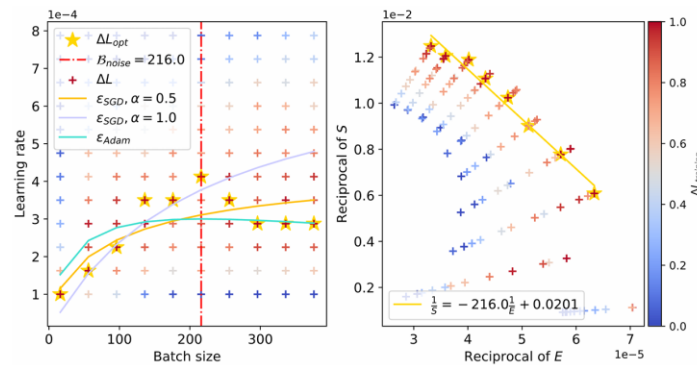 8 1e−4
7
6
5
4
3
2
1
0 100 200 300
Learning rate
Batch size
ΔL_opt
B_noise = 216.0
ΔL
ε_SGD, α = 0.5
ε_SGD, α = 1.0
ε_Adam
1e−2
1.2
1.0
0.8
0.6
0.4
0.2
3 4 5 6 7
1e−5
Reciprocal of S
Reciprocal of E
1/S = −216.0 1/E + 0.0201
1.0
0.8
0.6
0.4
0.2
0.0